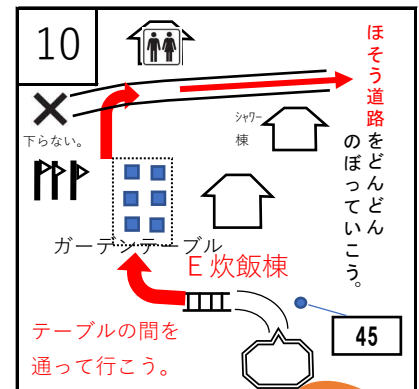 10
ほそう道路をどんどん
のぼっていこう。
下らない。
シャワー
棟
ガーデンテーブル
E炊飯棟
45
テーブルの間を
通って行こう。